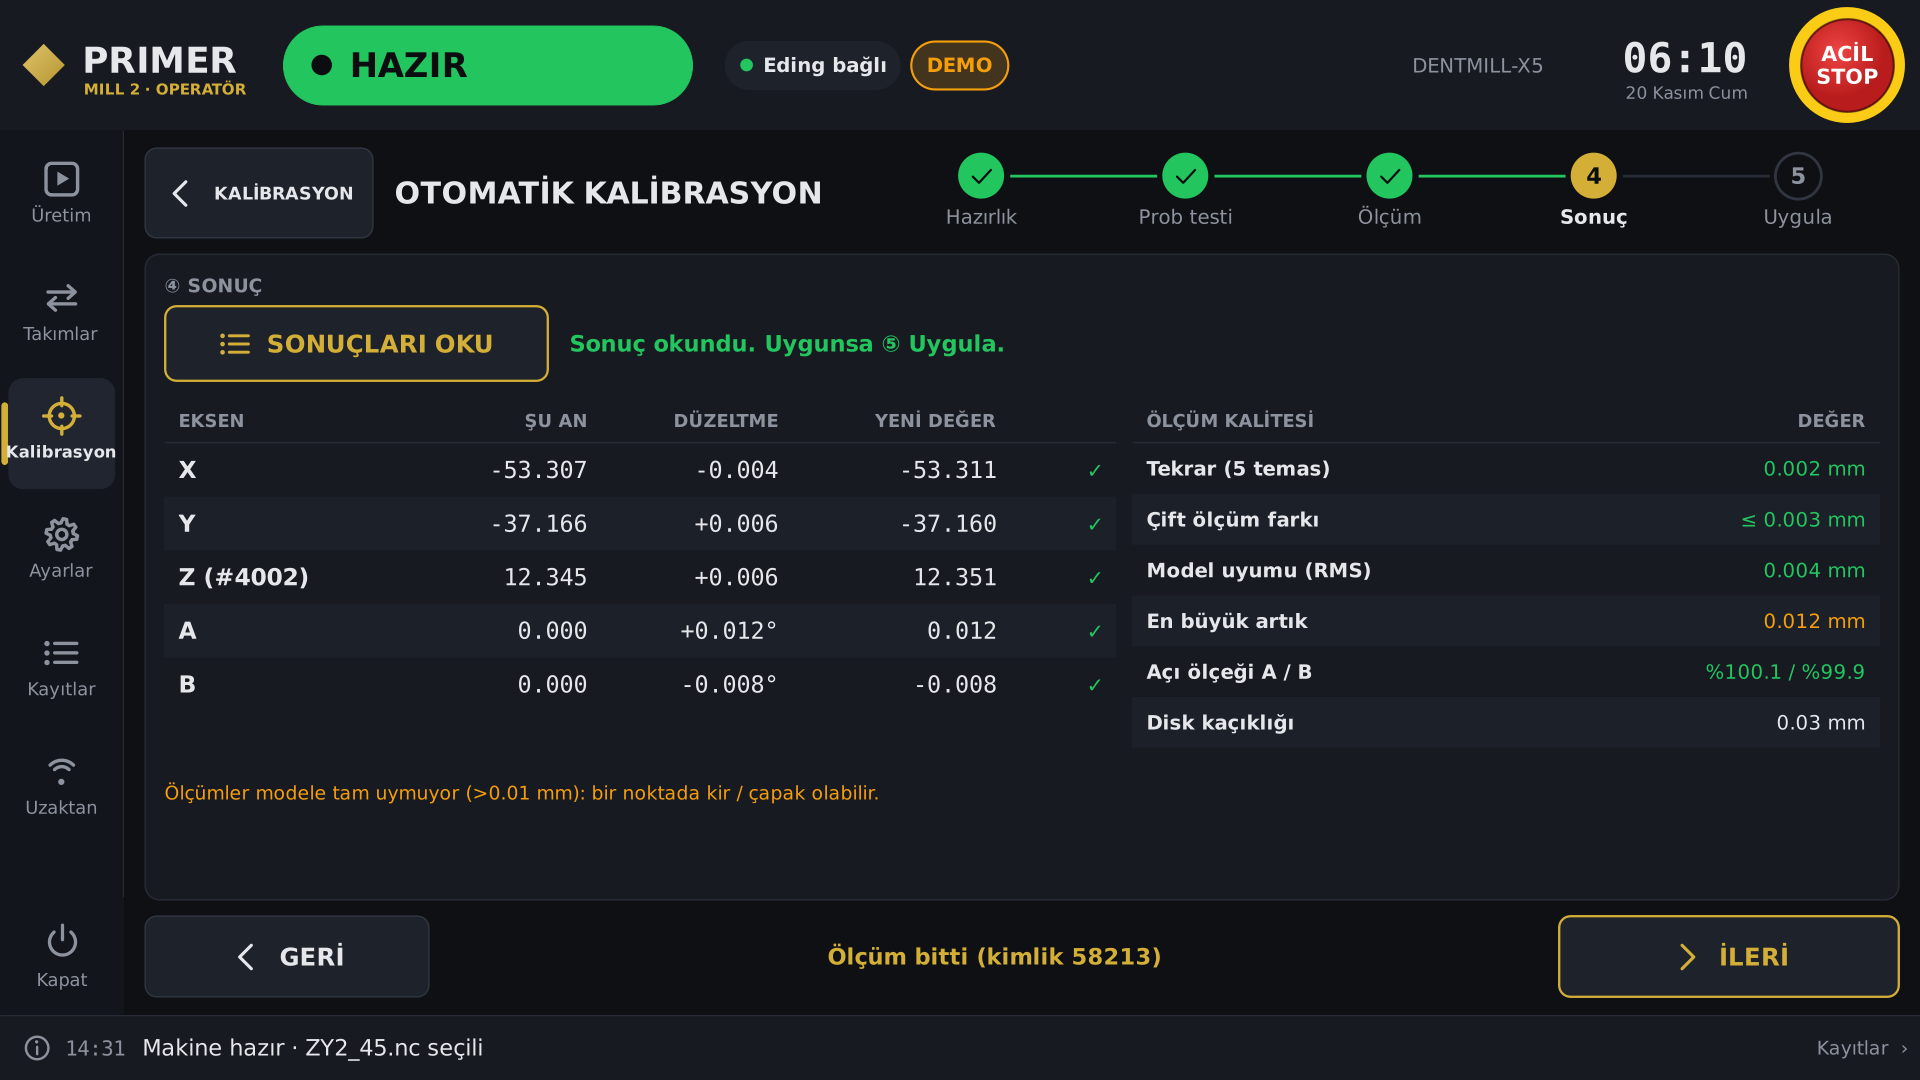 PRIMER
MILL 2 · OPERATÖR
HAZIR
Eding bağlı
DEMO
DENTMILL-X5
06:10
20 Kasım Cum
ACİL
STOP
Üretim
Takımlar
Kalibrasyon
Ayarlar
Kayıtlar
Uzaktan
Kapat
KALİBRASYON
OTOMATİK KALİBRASYON
Hazırlık
Prob testi
Ölçüm
4
Sonuç
5
Uygula
④ SONUÇ
SONUÇLARI OKU
Sonuç okundu. Uygunsa ⑤ Uygula.
EKSEN ŞU AN DÜZELTME YENİ DEĞER
X -53.307 -0.004 -53.311 ✓
Y -37.166 +0.006 -37.160 ✓
Z (#4002) 12.345 +0.006 12.351 ✓
A 0.000 +0.012° 0.012 ✓
B 0.000 -0.008° -0.008 ✓
ÖLÇÜM KALİTESİ DEĞER
Tekrar (5 temas) 0.002 mm
Çift ölçüm farkı ≤ 0.003 mm
Model uyumu (RMS) 0.004 mm
En büyük artık 0.012 mm
Açı ölçeği A / B %100.1 / %99.9
Disk kaçıklığı 0.03 mm
Ölçümler modele tam uymuyor (>0.01 mm): bir noktada kir / çapak olabilir.
GERİ
Ölçüm bitti (kimlik 58213)
İLERİ
14:31 Makine hazır · ZY2_45.nc seçili
Kayıtlar ›